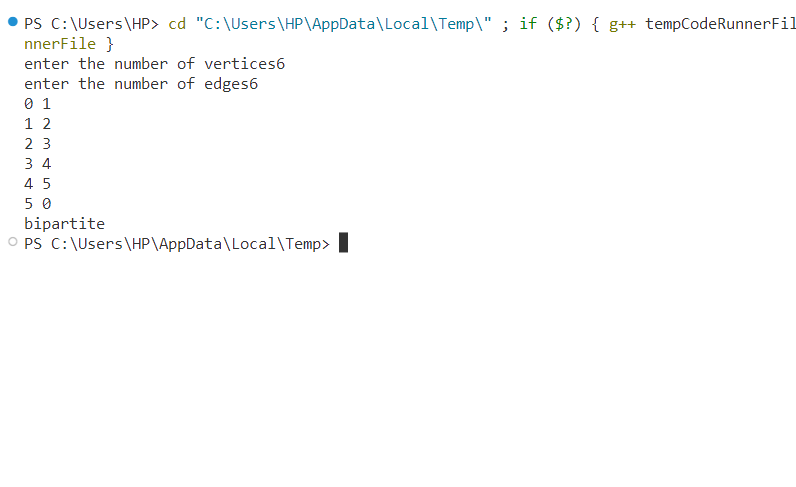 PS C:\Users\HP> cd "C:\Users\HP\AppData\Local\Temp\" ; if ($?) { g++ tempCodeRunnerFil
nnerFile }
enter the number of vertices6
enter the number of edges6
0 1
1 2
2 3
3 4
4 5
5 0
bipartite
PS C:\Users\HP\AppData\Local\Temp>